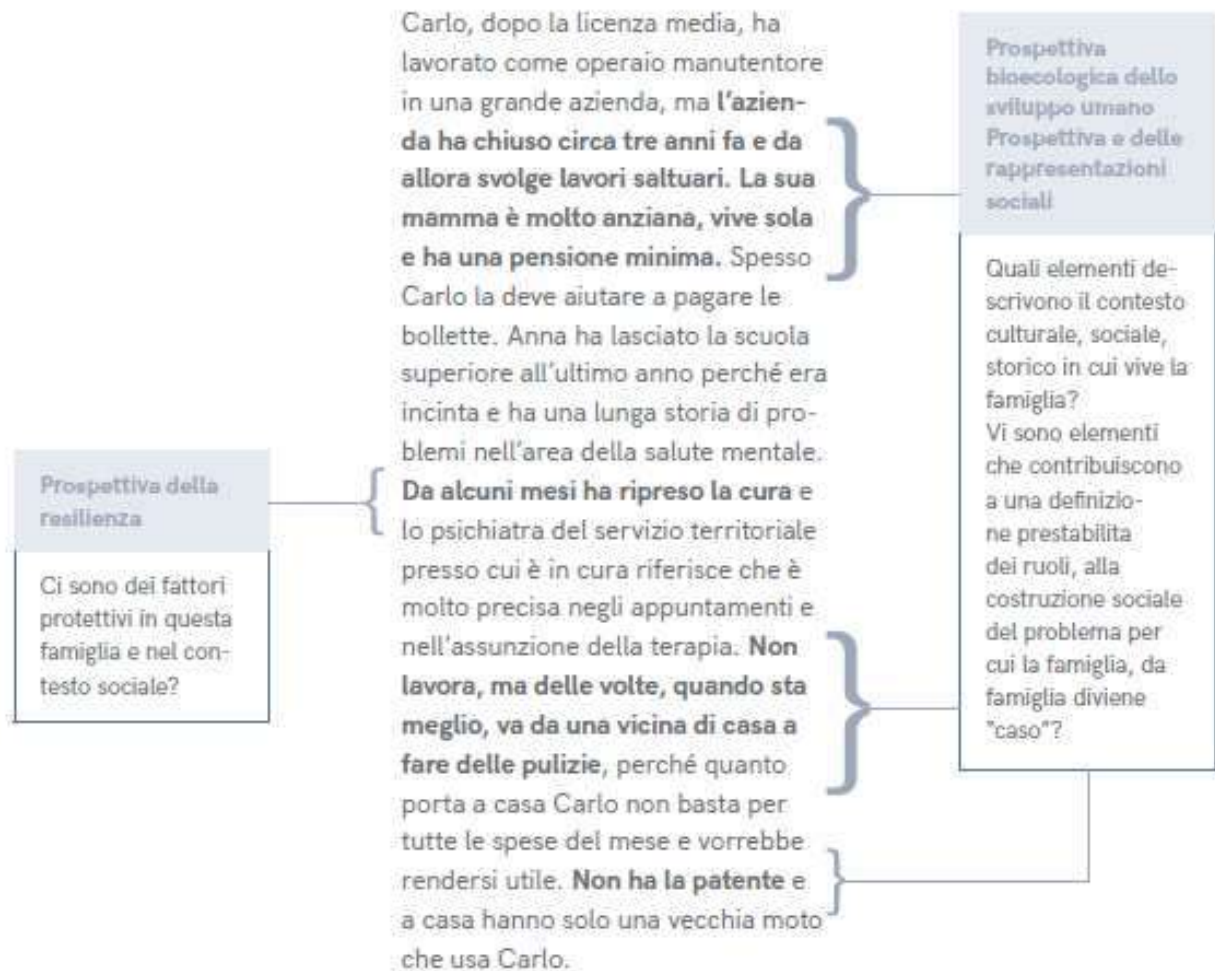 Carlo, dopo la licenza media, ha
lavorato come operaio manutentore
in una grande azienda, ma l'azien-
da ha chiuso circa tre anni fa e da
allora svolge lavori saltuari. La sua
mamma è molto anziana, vive sola
e ha una pensione minima. Spesso
Carlo la deve aiutare a pagare le
bollette. Anna ha lasciato la scuola
superiore all'ultimo anno perché era
incinta e ha una lunga storia di pro-
blemi nell'area della salute mentale.
Da alcuni mesi ha ripreso la cura e
lo psichiatra del servizio territoriale
presso cui è in cura riferisce che è
molto precisa negli appuntamenti e
nell'assunzione della terapia. Non
lavora, ma delle volte, quando sta
meglio, va da una vicina di casa a
fare delle pulizie, perché quanto
porta a casa Carlo non basta per
tutte le spese del mese e vorrebbe
rendersi utile. Non ha la patente e
a casa hanno solo una vecchia moto
che usa Carlo.
Prospettiva della
resilienza
Ci sono dei fattori
protettivi in questa
famiglia e nel con-
testo sociale?
Prospettiva
bioecologica dello
sviluppo umano
Prospettiva e delle
rappresentazioni
sociali
Quali elementi de-
scrivono il contesto
culturale, sociale,
storico in cui vive la
famiglia?
Vi sono elementi
che contribuiscono
a una definizio-
ne prestabilita
dei ruoli, alla
costruzione sociale
del problema per
cui la famiglia, da
famiglia diviene
"caso"?